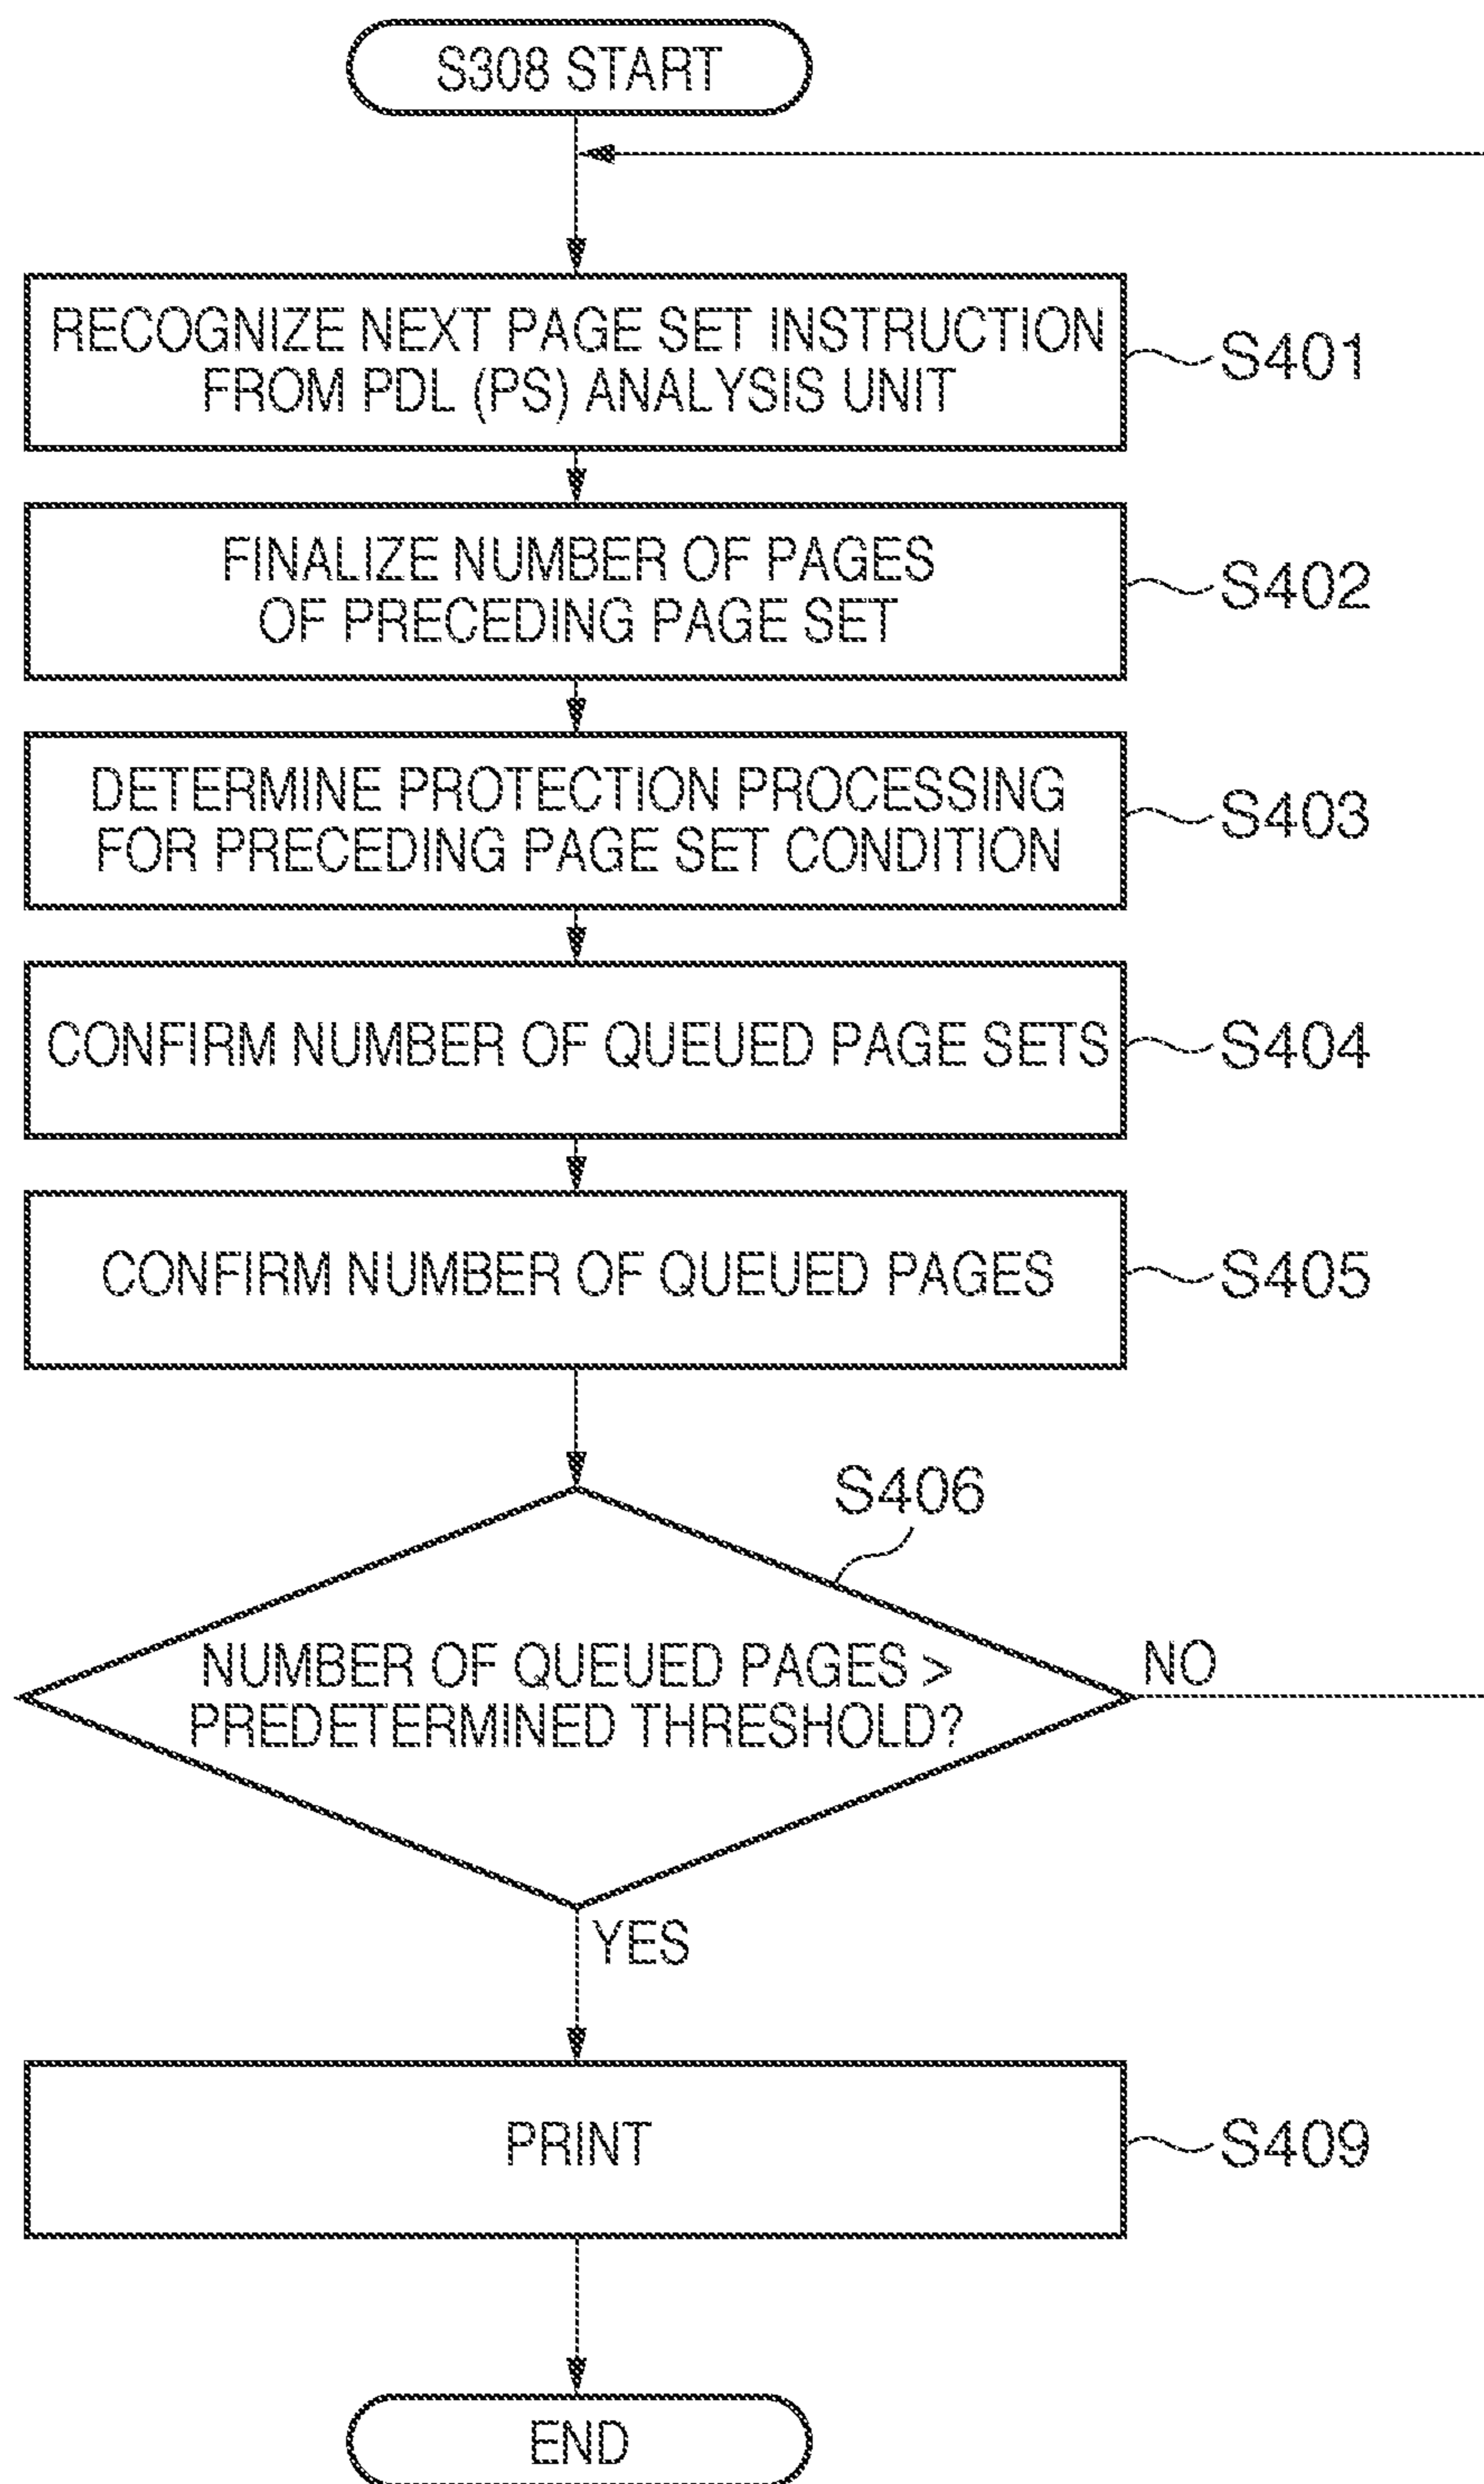 S308 START
RECOGNIZE NEXT PAGE SET INSTRUCTION
FROM PDL (PS) ANALYSIS UNIT
S401
FINALIZE NUMBER OF PAGES
OF PRECEDING PAGE SET
S402
DETERMINE PROTECTION PROCESSING
FOR PRECEDING PAGE SET CONDITION
S403
CONFIRM NUMBER OF QUEUED PAGE SETS
S404
CONFIRM NUMBER OF QUEUED PAGES
S405
S406
NUMBER OF QUEUED PAGES >
PREDETERMINED THRESHOLD?
NO
YES
PRINT
S409
END